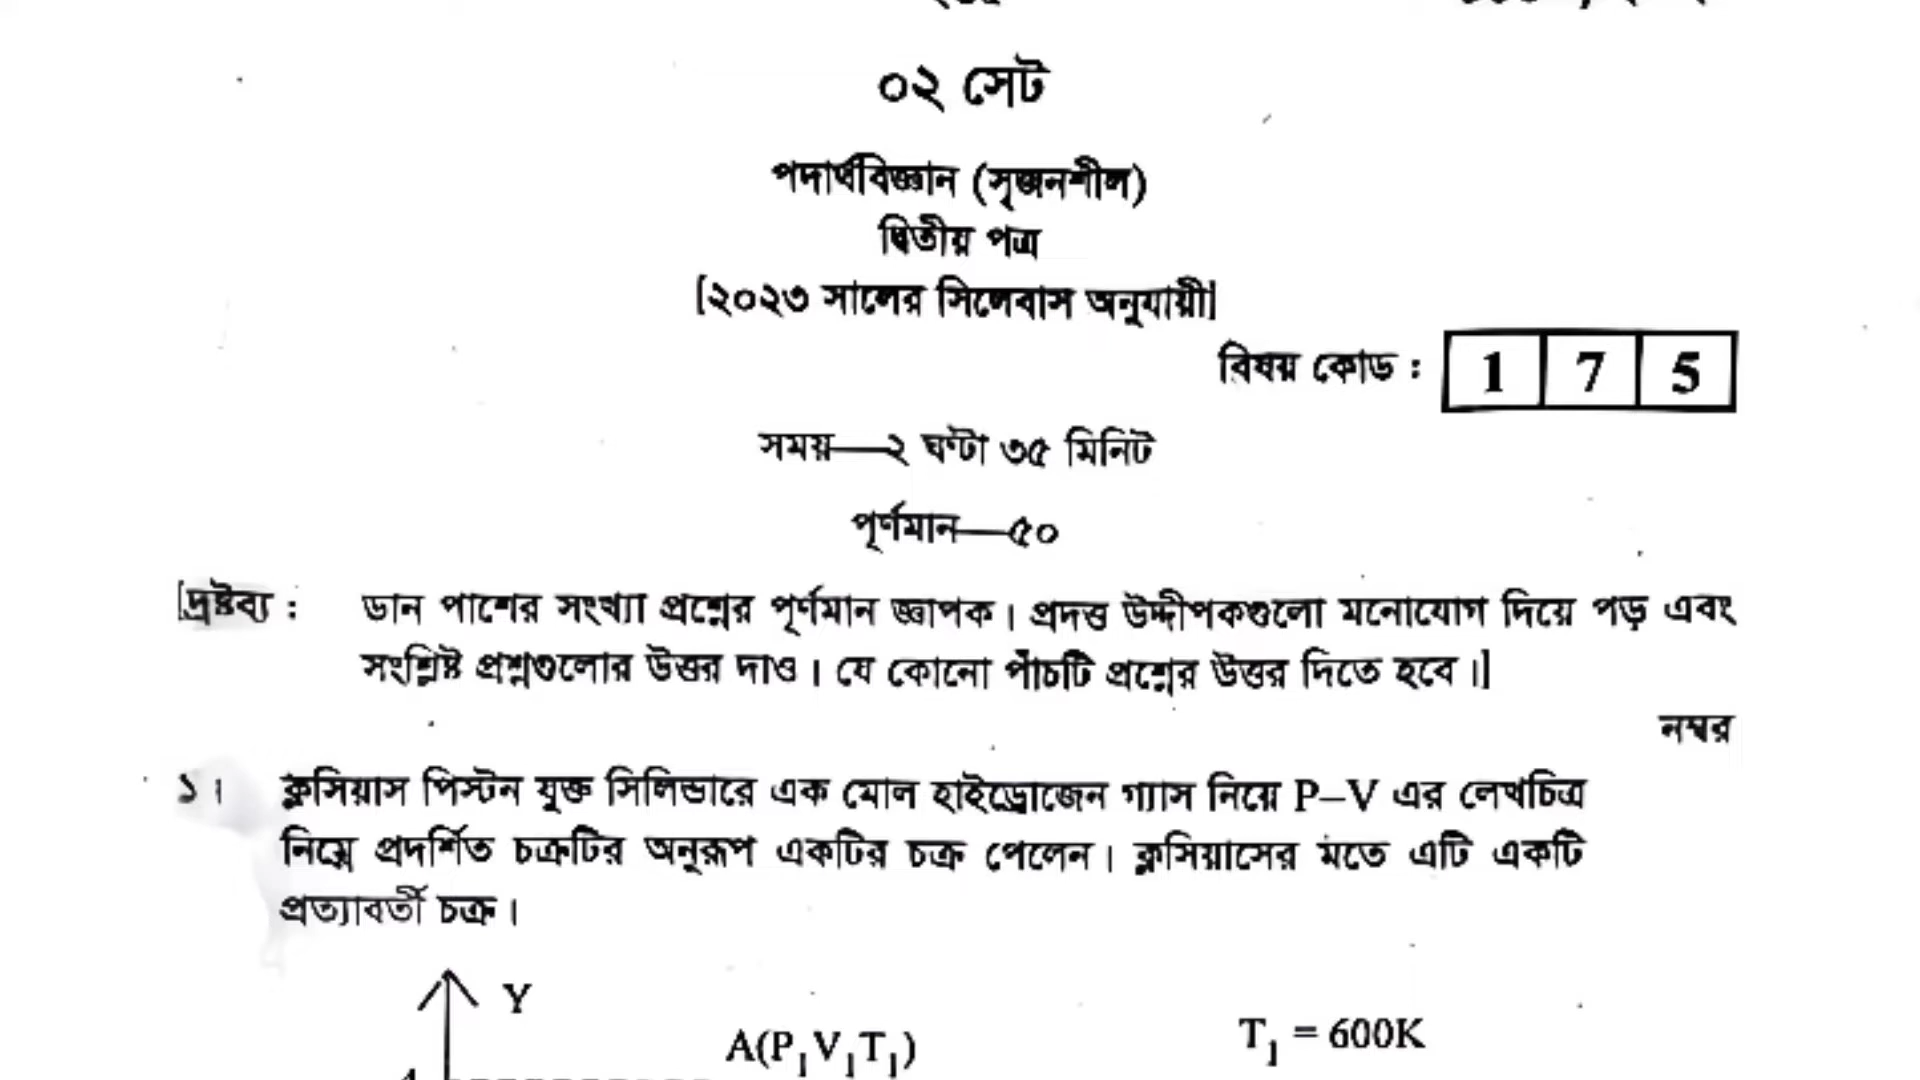 ০২ সেট
পদার্থবিজ্ঞান (সৃজনশীল)
দ্বিতীয় পত্র
[২০২৩ সালের সিলেবাস অনুযায়ী]
বিষয় কোড : 1 7 5
সময়—২ ঘণ্টা ৩৫ মিনিট
পূর্ণমান—৫০
[দ্রষ্টব্য : ডান পাশের সংখ্যা প্রশ্নের পূর্ণমান জ্ঞাপক। প্রদত্ত উদ্দীপকগুলো মনোযোগ দিয়ে পড় এবং
সংশ্লিষ্ট প্রশ্নগুলোর উত্তর দাও। যে কোনো পাঁচটি প্রশ্নের উত্তর দিতে হবে।]
নম্বর
১। ক্লসিয়াস পিস্টন যুক্ত সিলিন্ডারে এক মোল হাইড্রোজেন গ্যাস নিয়ে P–V এর লেখচিত্র
নিম্নে প্রদর্শিত চক্রটির অনুরূপ একটির চক্র পেলেন। ক্লসিয়াসের মতে এটি একটি
প্রত্যাবর্তী চক্র।
Y
A(P₁V₁T₁) T₁ = 600K